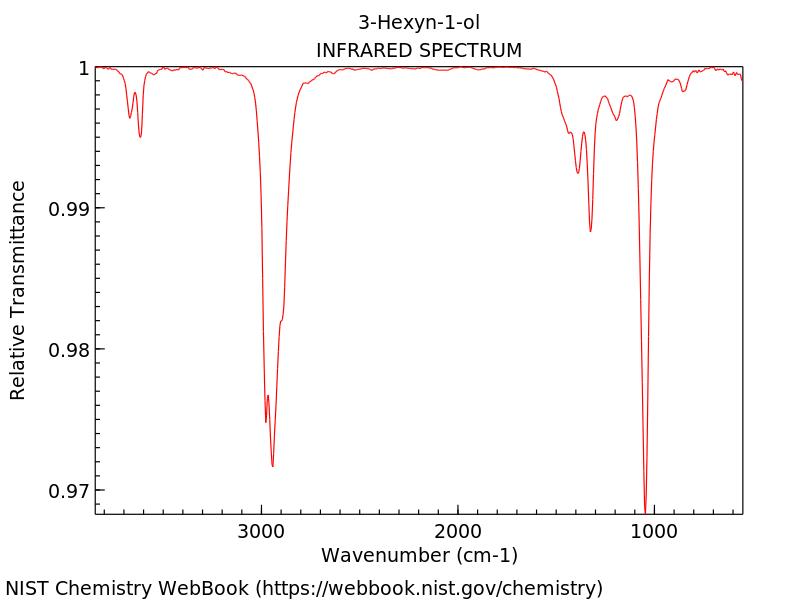 3-Hexyn-1-ol
INFRARED SPECTRUM
1
0.99
0.98
0.97
Relative Transmittance
3000 2000 1000
Wavenumber (cm-1)
NIST Chemistry WebBook (https://webbook.nist.gov/chemistry)